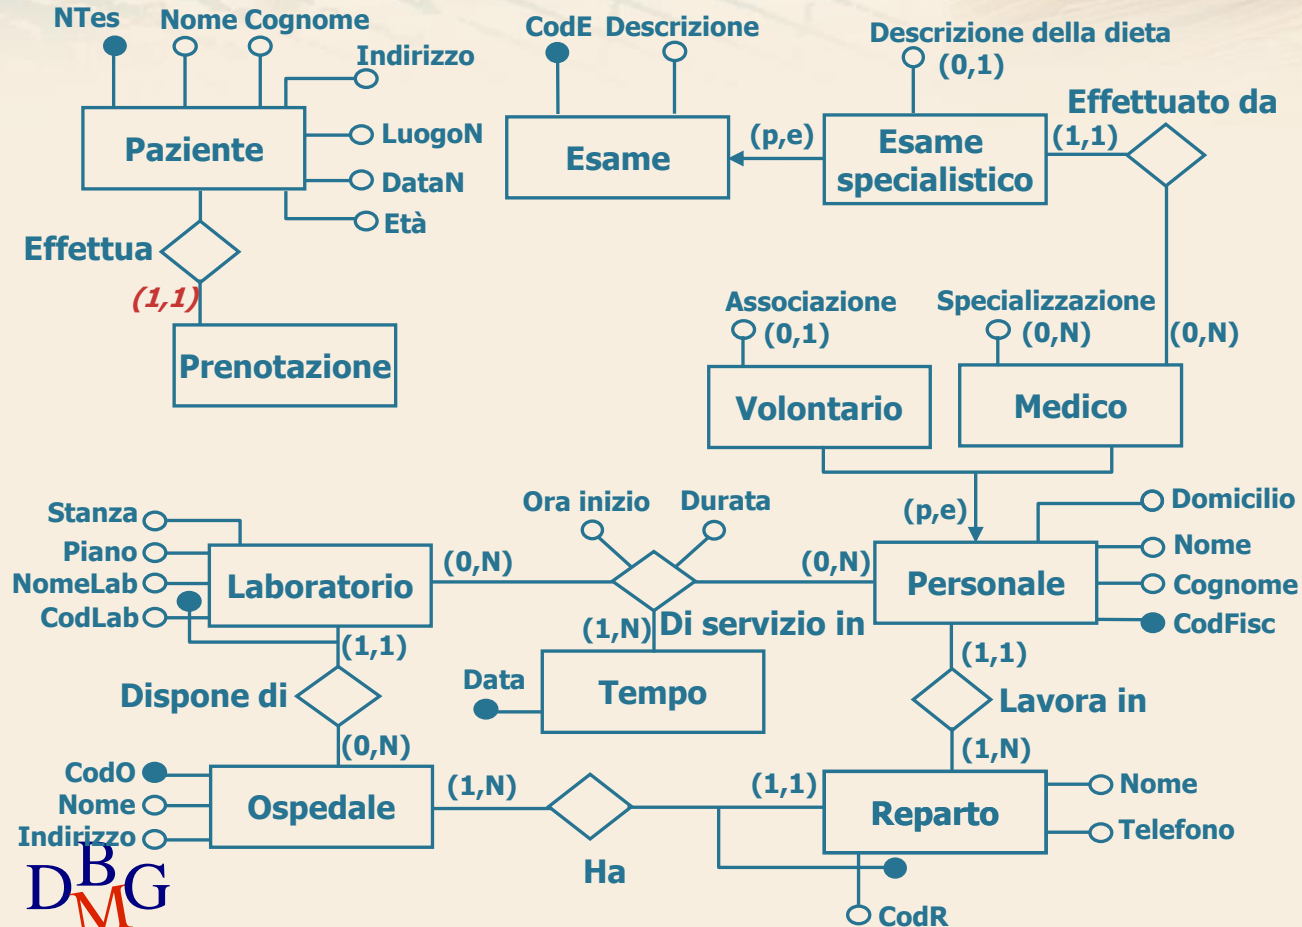 NTes
Nome Cognome
Indirizzo
Paziente
LuogoN
DataN
Età
Effettua
(1,1)
Prenotazione
CodE Descrizione
Esame
(p,e)
Descrizione della dieta
(0,1)
Esame
specialistico
Effettuato da
(1,1)
(0,N)
Associazione
(0,1)
Volontario
Specializzazione
(0,N)
Medico
(p,e)
Stanza
Piano
NomeLab
CodLab
Laboratorio
(0,N)
Ora inizio
Durata
(0,N)
Di servizio in
(1,N)
Data
Tempo
Personale
Domicilio
Nome
Cognome
CodFisc
(1,1)
Lavora in
(1,N)
(1,1)
Dispone di
(0,N)
CodO
Nome
Indirizzo
Ospedale
(1,N)
Ha
(1,1)
Reparto
Nome
Telefono
CodR
DBMG